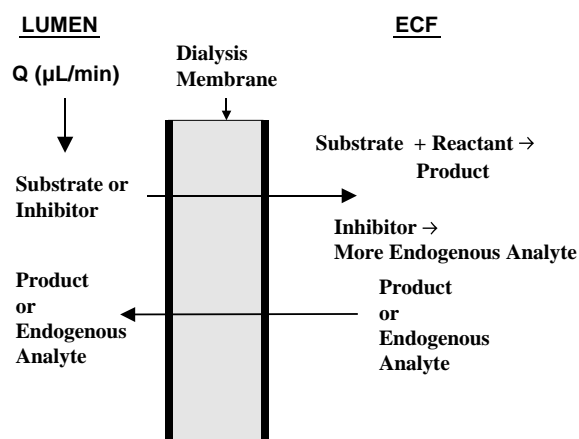 LUMEN
ECF
Q (µL/min)
Dialysis
Membrane
Substrate + Reactant →
Product
Substrate or
Inhibitor
Inhibitor →
More Endogenous Analyte
Product
or
Endogenous
Analyte
Product
or
Endogenous
Analyte